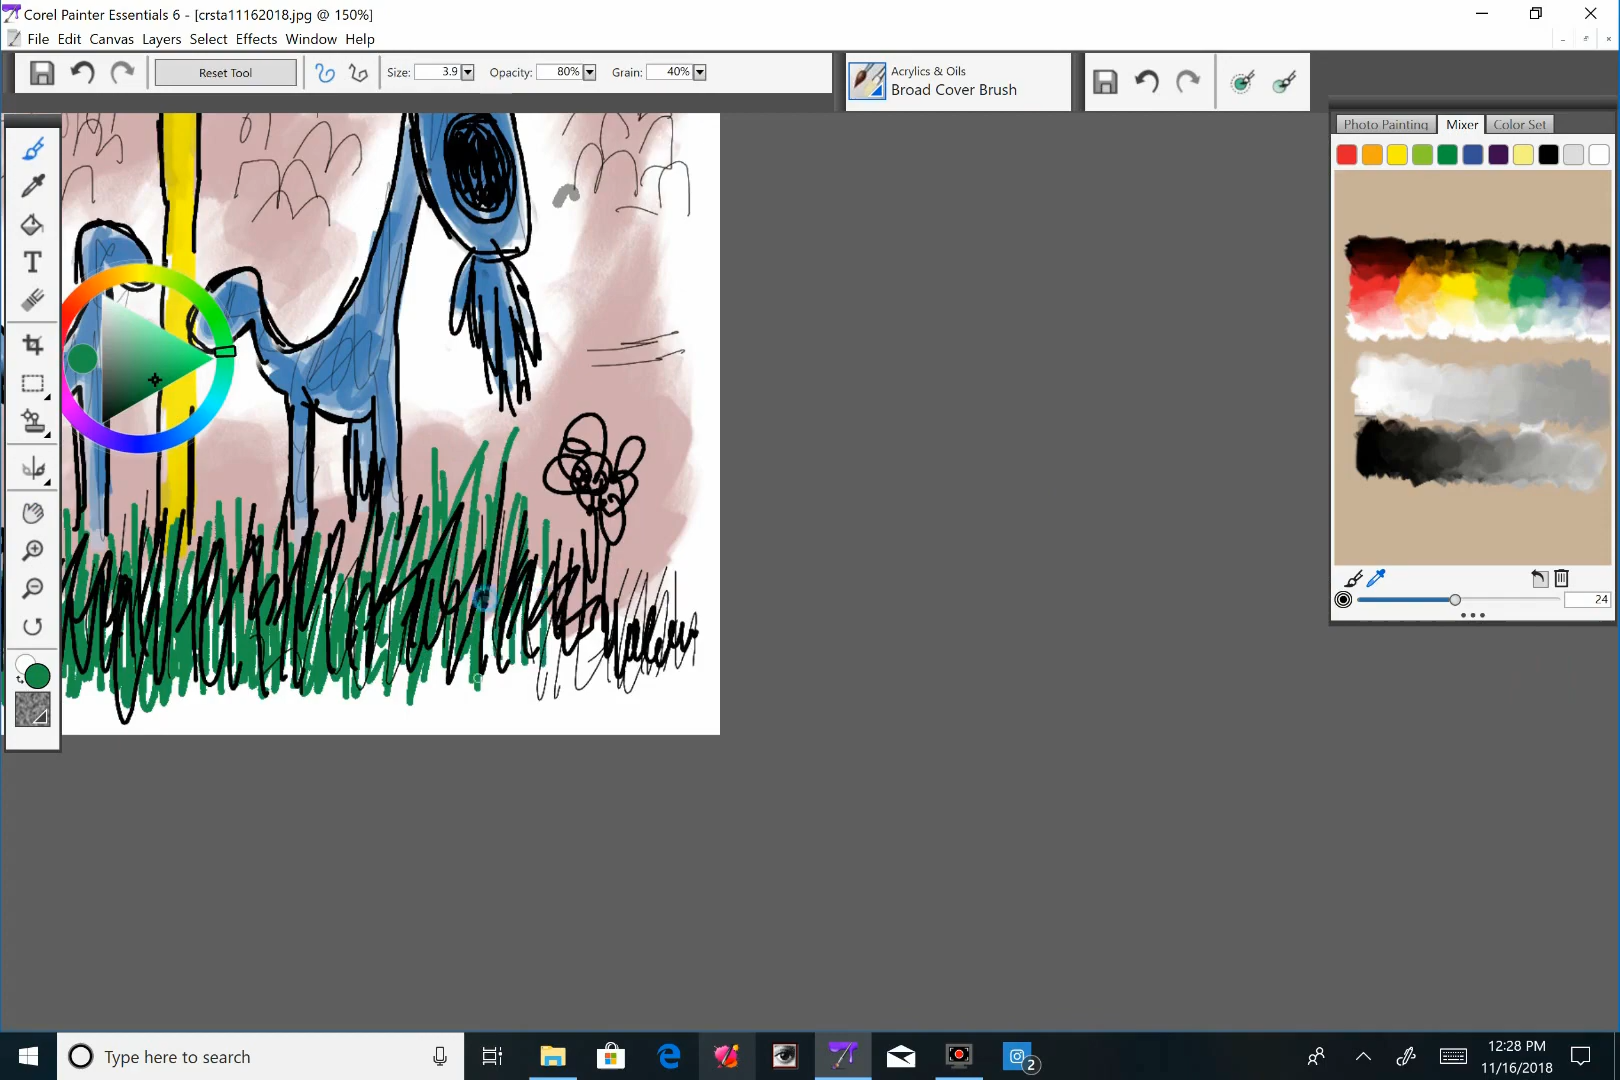 Corel Painter Essentials 6 - [crsta11162018.jpg @ 150%]
File Edit Canvas Layers Select Effects Window Help
Reset Tool Size: 3.9 Opacity: 80% Grain: 40%
Acrylics & Oils
Broad Cover Brush
Photo Painting Mixer Color Set
T
24
Type here to search
2
12:28 PM
11/16/2018